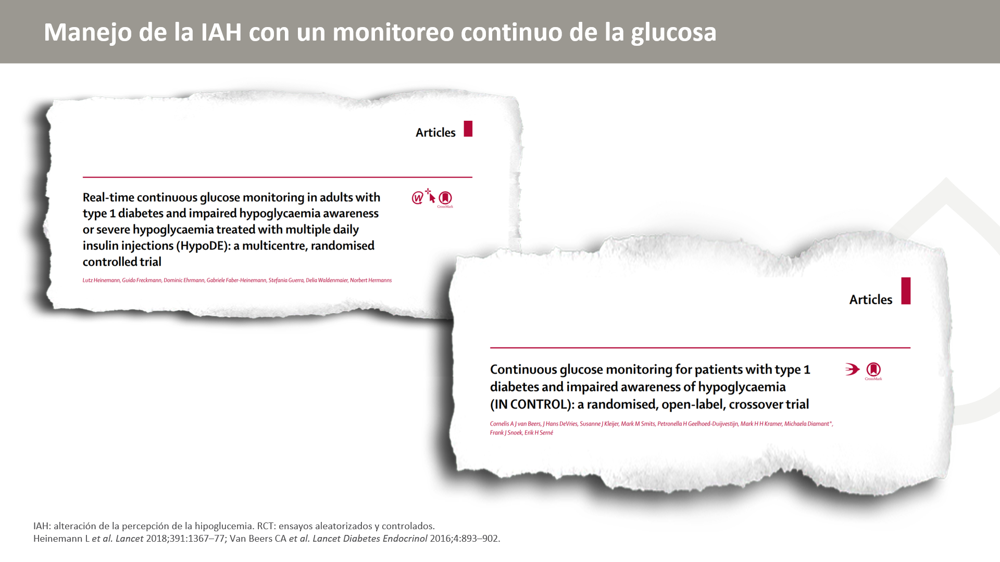 Manejo de la IAH con un monitoreo continuo de la glucosa
Articles
Real-time continuous glucose monitoring in adults with
type 1 diabetes and impaired hypoglycaemia awareness
or severe hypoglycaemia treated with multiple daily
insulin injections (HypoDE): a multicentre, randomised
controlled trial
W
CrossMark
Lutz Heinemann, Guido Freckmann, Dominic Ehrmann, Gabriele Faber-Heinemann, Stefania Guerra, Delia Waldenmaier, Norbert Hermanns
Articles
Continuous glucose monitoring for patients with type 1
diabetes and impaired awareness of hypoglycaemia
(IN CONTROL): a randomised, open-label, crossover trial
CrossMark
Cornelis A J van Beers, J Hans DeVries, Susanne J Kleijer, Mark M Smits, Petronella H Geelhoed-Duijvestijn, Mark H H Kramer, Michaela Diamant*,
Frank J Snoek, Erik H Serné
IAH: alteración de la percepción de la hipoglucemia. RCT: ensayos aleatorizados y controlados.
Heinemann L et al. Lancet 2018;391:1367–77; Van Beers CA et al. Lancet Diabetes Endocrinol 2016;4:893–902.